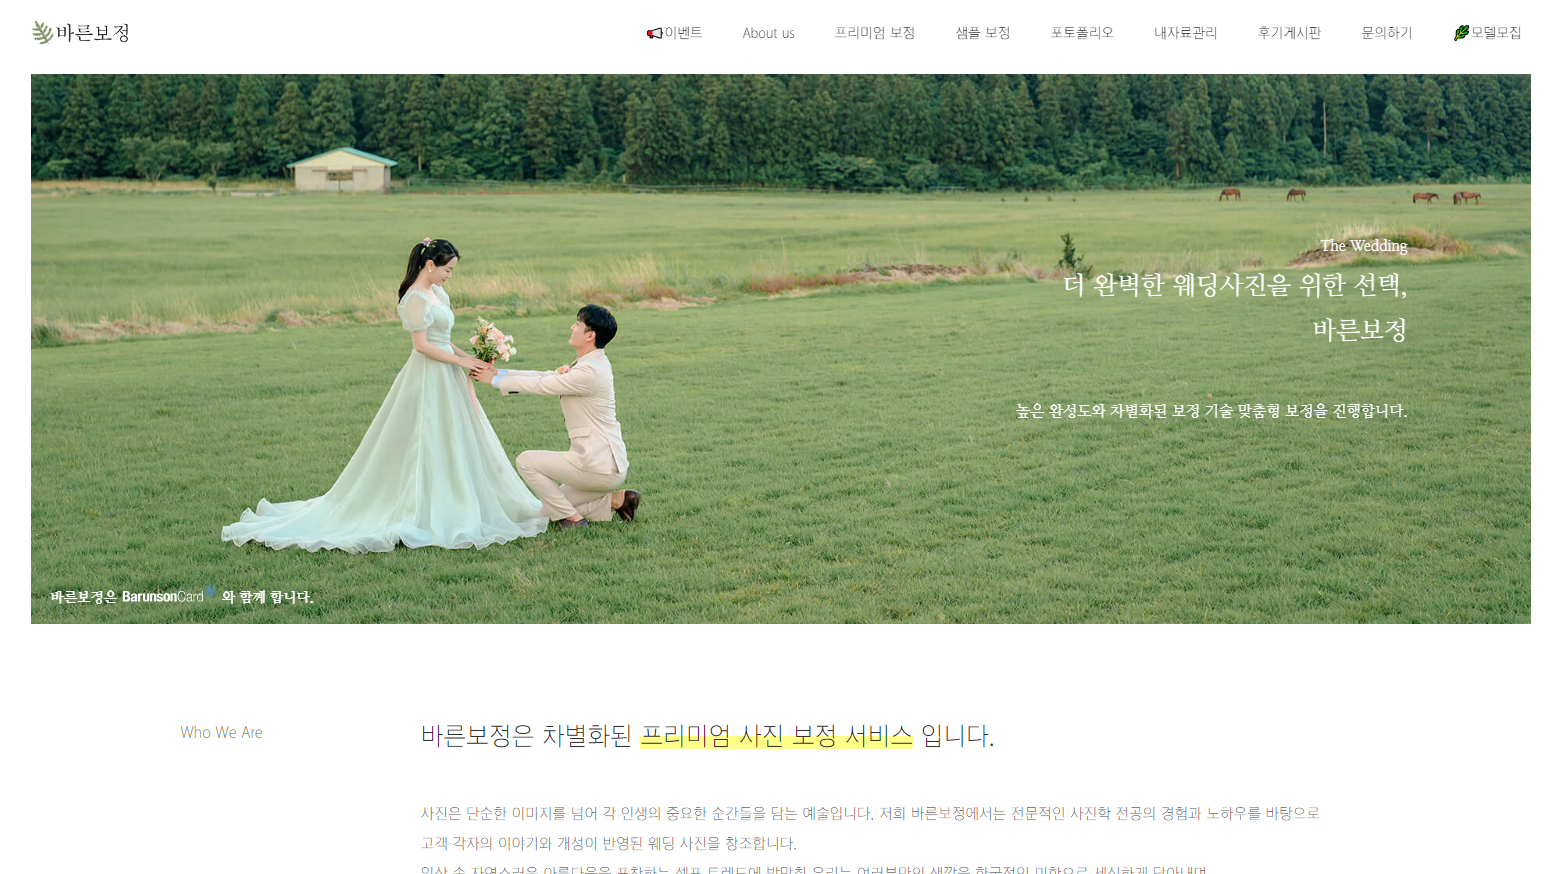 바른보정
이벤트 About us 프리미엄 보정 샘플 보정 포토폴리오 내자료관리 후기게시판 문의하기 모델모집
The Wedding
더 완벽한 웨딩사진을 위한 선택,
바른보정
높은 완성도와 차별화된 보정 기술 맞춤형 보정을 진행합니다.
바른보정은 BarunsonCard 와 함께 합니다.
Who We Are
바른보정은 차별화된 프리미엄 사진 보정 서비스 입니다.
사진은 단순한 이미지를 넘어 각 인생의 중요한 순간들을 담는 예술입니다. 저희 바른보정에서는 전문적인 사진학 전공의 경험과 노하우를 바탕으로
고객 각자의 이야기와 개성이 반영된 웨딩 사진을 창조합니다.